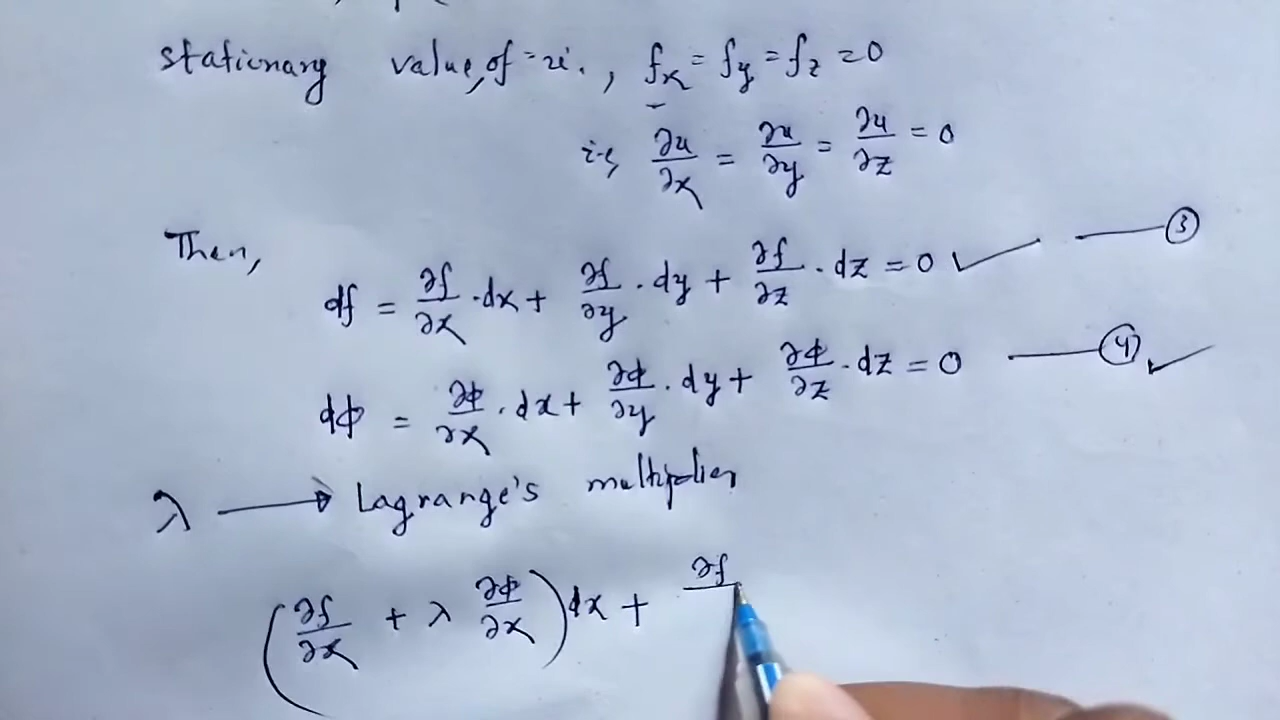 stationary value, of u. , fx = fy = fz = 0
i.e, ∂u/∂x = ∂u/∂y = ∂u/∂z = 0
Then,
df = ∂f/∂x · dx + ∂f/∂y · dy + ∂f/∂z · dz = 0 ✓ — ③
dφ = ∂φ/∂x · dx + ∂φ/∂y · dy + ∂φ/∂z · dz = 0 — ④ ✓
λ → Lagrange's multiplier
(∂f/∂x + λ ∂φ/∂x) dx + ∂f